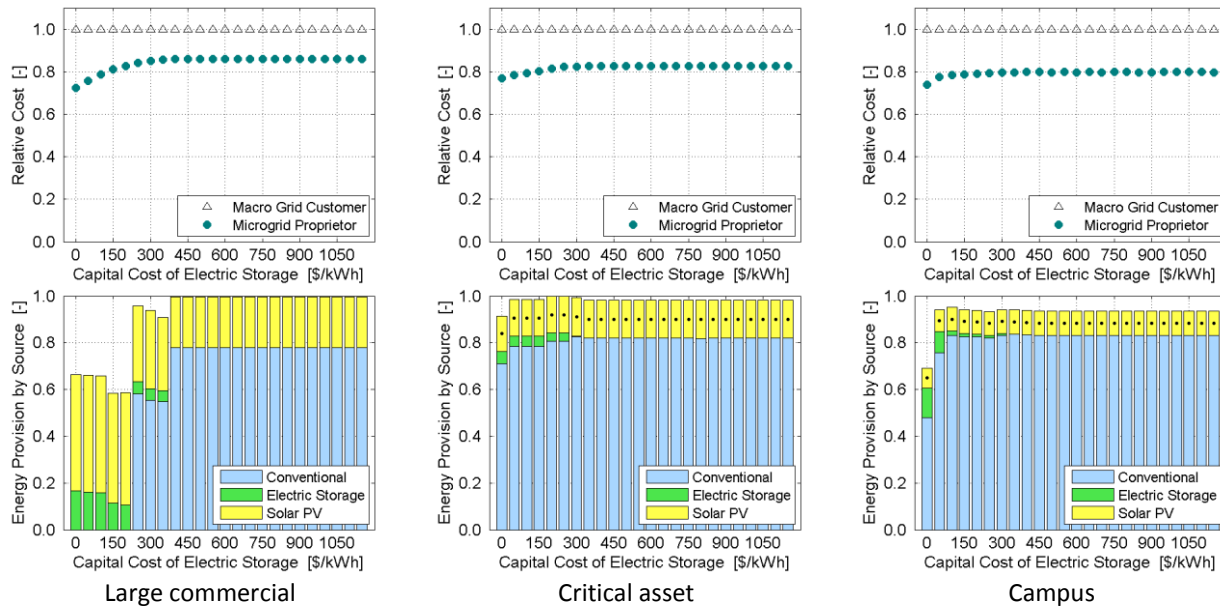 1.0
0.8
0.6
0.4
0.2
0.0
Relative Cost [-]
Macro Grid Customer
Microgrid Proprietor
0 150 300 450 600 750 900 1050
Capital Cost of Electric Storage [$/kWh]
1.0
0.8
0.6
0.4
0.2
0.0
Relative Cost [-]
Macro Grid Customer
Microgrid Proprietor
0 150 300 450 600 750 900 1050
Capital Cost of Electric Storage [$/kWh]
1.0
0.8
0.6
0.4
0.2
0.0
Relative Cost [-]
Macro Grid Customer
Microgrid Proprietor
0 150 300 450 600 750 900 1050
Capital Cost of Electric Storage [$/kWh]
1.0
0.8
0.6
0.4
0.2
0.0
Energy Provision by Source [-]
Conventional
Electric Storage
Solar PV
0 150 300 450 600 750 900 1050
Capital Cost of Electric Storage [$/kWh]
Large commercial
1.0
0.8
0.6
0.4
0.2
0.0
Energy Provision by Source [-]
Conventional
Electric Storage
Solar PV
0 150 300 450 600 750 900 1050
Capital Cost of Electric Storage [$/kWh]
Critical asset
1.0
0.8
0.6
0.4
0.2
0.0
Energy Provision by Source [-]
Conventional
Electric Storage
Solar PV
0 150 300 450 600 750 900 1050
Capital Cost of Electric Storage [$/kWh]
Campus